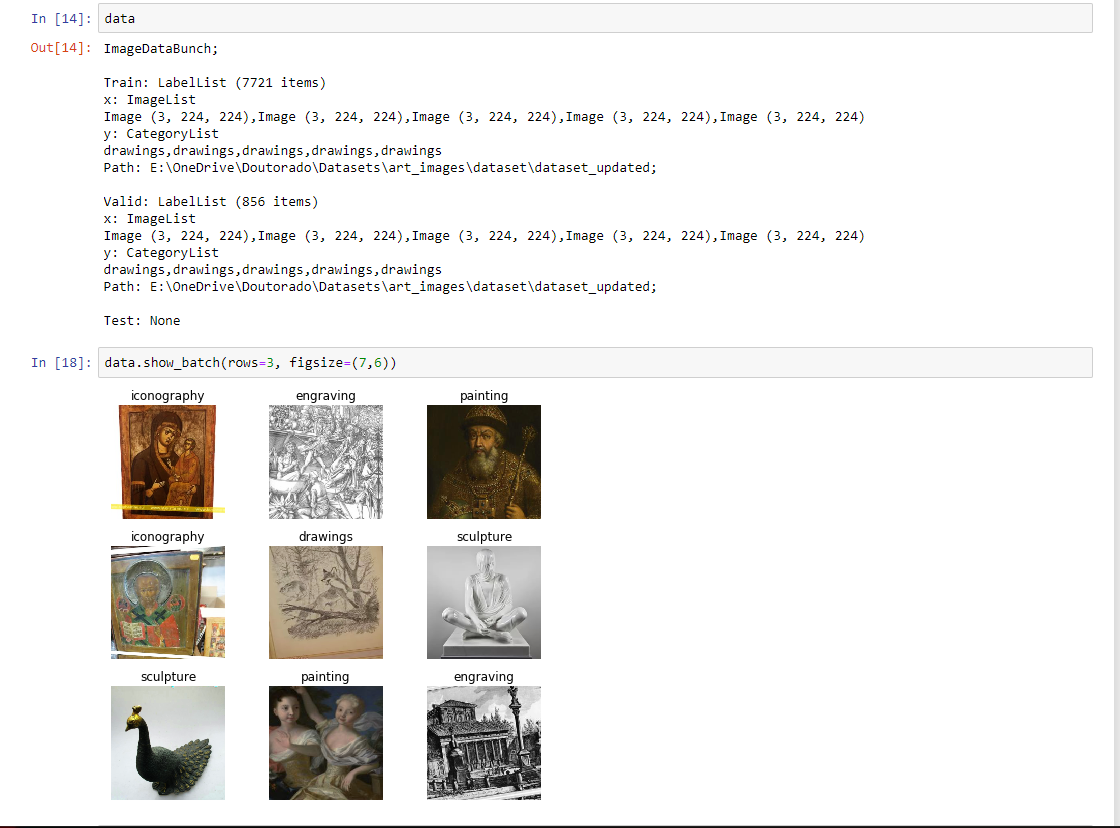 In [14]: data
Out[14]: ImageDataBunch;
Train: LabelList (7721 items)
x: ImageList
Image (3, 224, 224),Image (3, 224, 224),Image (3, 224, 224),Image (3, 224, 224),Image (3, 224, 224)
y: CategoryList
drawings,drawings,drawings,drawings,drawings
Path: E:\OneDrive\Doutorado\Datasets\art_images\dataset\dataset_updated;
Valid: LabelList (856 items)
x: ImageList
Image (3, 224, 224),Image (3, 224, 224),Image (3, 224, 224),Image (3, 224, 224),Image (3, 224, 224)
y: CategoryList
drawings,drawings,drawings,drawings,drawings
Path: E:\OneDrive\Doutorado\Datasets\art_images\dataset\dataset_updated;
Test: None
In [18]: data.show_batch(rows=3, figsize=(7,6))
iconography engraving painting
iconography drawings sculpture
sculpture painting engraving